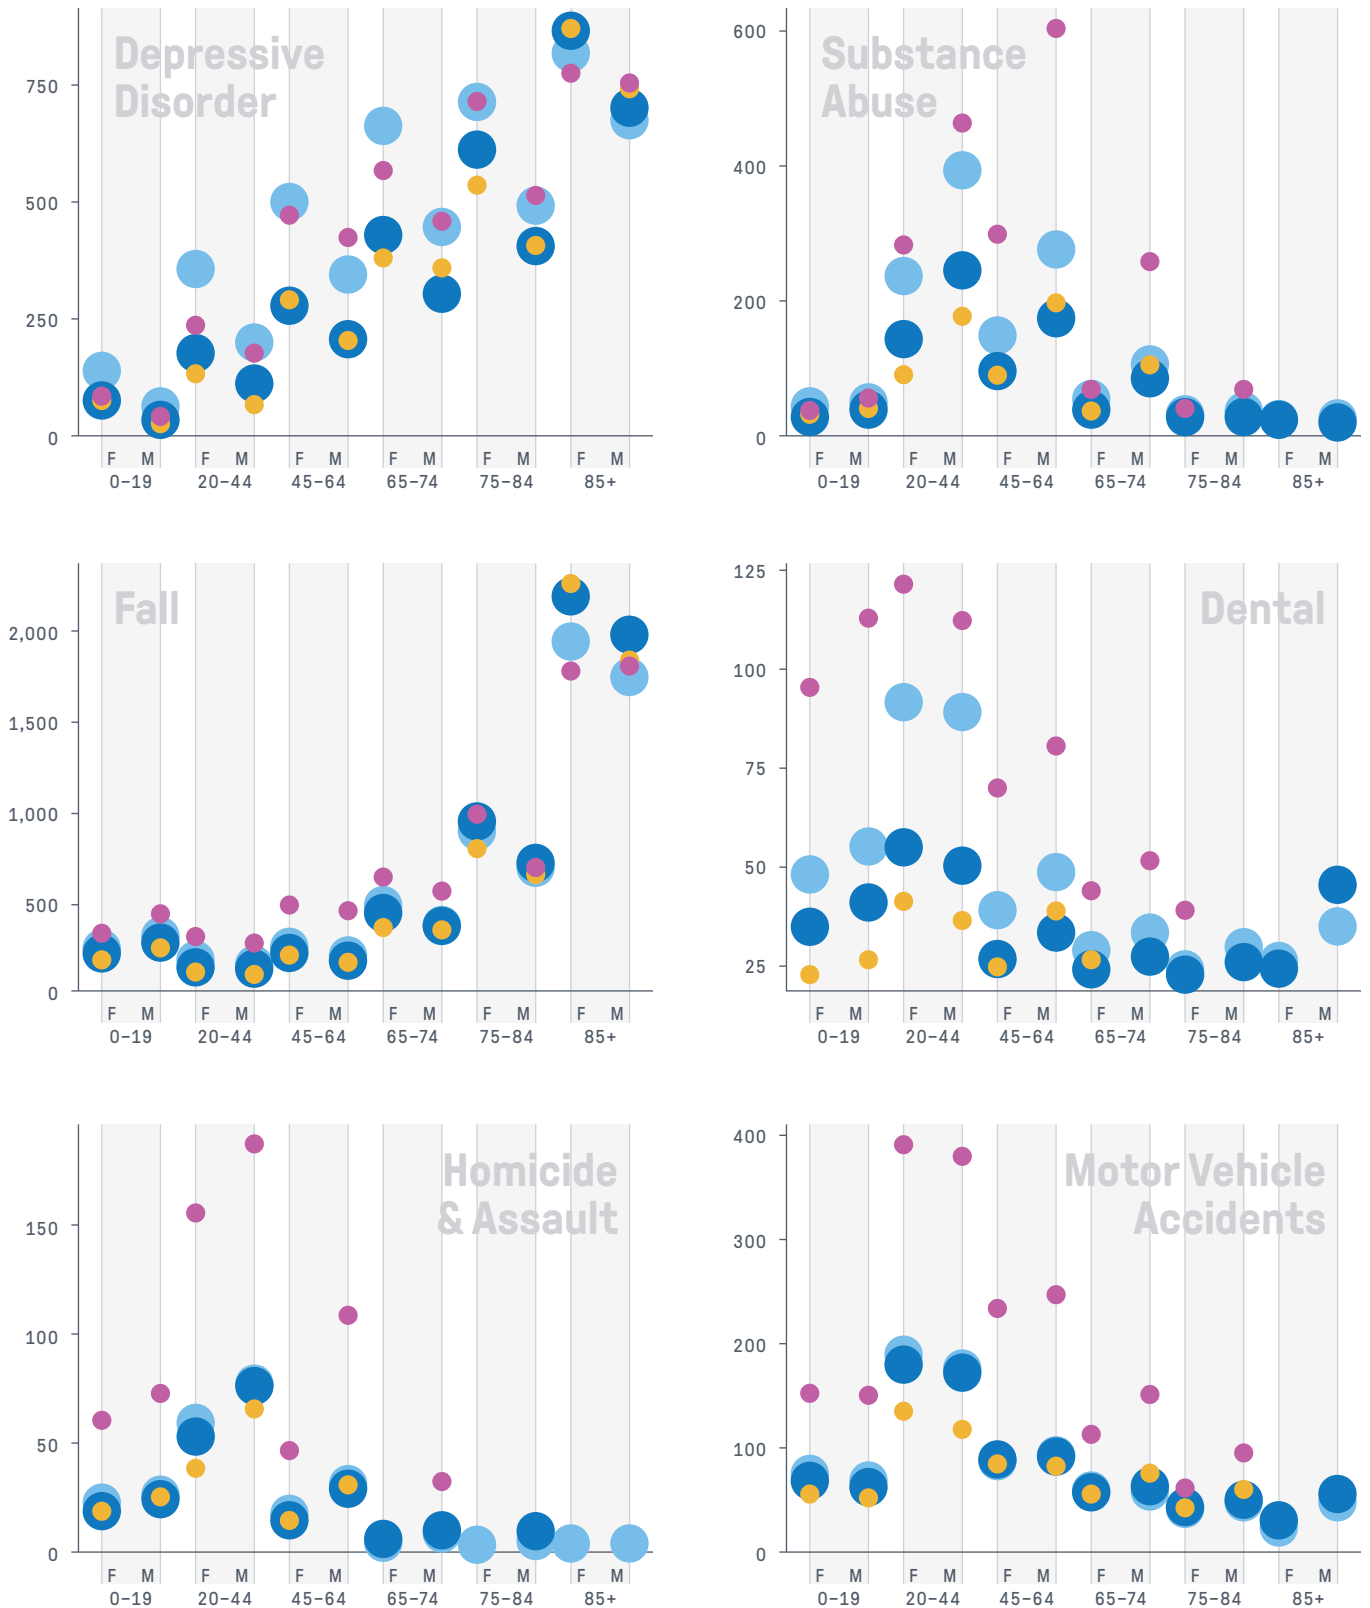 Depressive
Disorder
750
500
250
0
F M F M F M F M F M F M
0–19 20–44 45–64 65–74 75–84 85+
Substance
Abuse
600
400
200
0
F M F M F M F M F M F M
0–19 20–44 45–64 65–74 75–84 85+
Fall
2,000
1,500
1,000
500
0
F M F M F M F M F M F M
0–19 20–44 45–64 65–74 75–84 85+
Dental
125
100
75
50
25
F M F M F M F M F M F M
0–19 20–44 45–64 65–74 75–84 85+
Homicide
& Assault
150
100
50
0
F M F M F M F M F M F M
0–19 20–44 45–64 65–74 75–84 85+
Motor Vehicle
Accidents
400
300
200
100
0
F M F M F M F M F M F M
0–19 20–44 45–64 65–74 75–84 85+